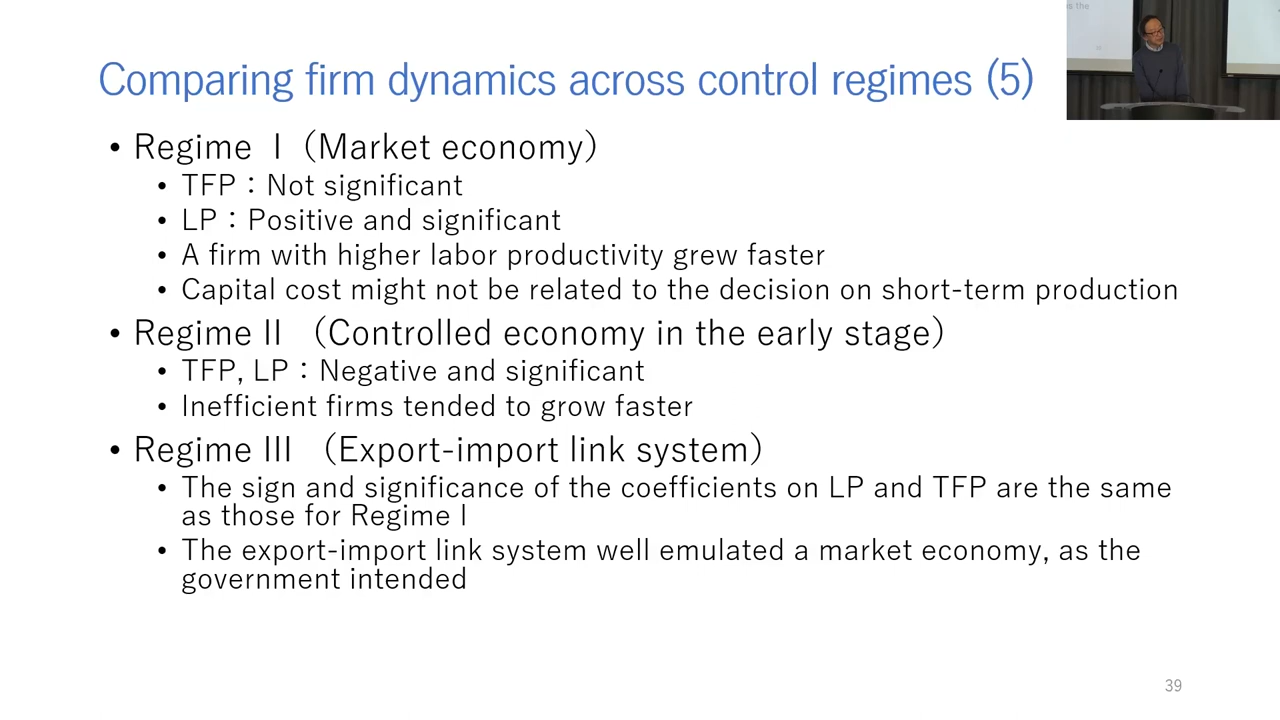 Comparing firm dynamics across control regimes (5)
• Regime Ⅰ（Market economy）
• TFP：Not significant
• LP：Positive and significant
• A firm with higher labor productivity grew faster
• Capital cost might not be related to the decision on short-term production
• Regime II （Controlled economy in the early stage）
• TFP, LP：Negative and significant
• Inefficient firms tended to grow faster
• Regime III （Export-import link system）
• The sign and significance of the coefficients on LP and TFP are the same
as those for Regime Ⅰ
• The export-import link system well emulated a market economy, as the
government intended
39